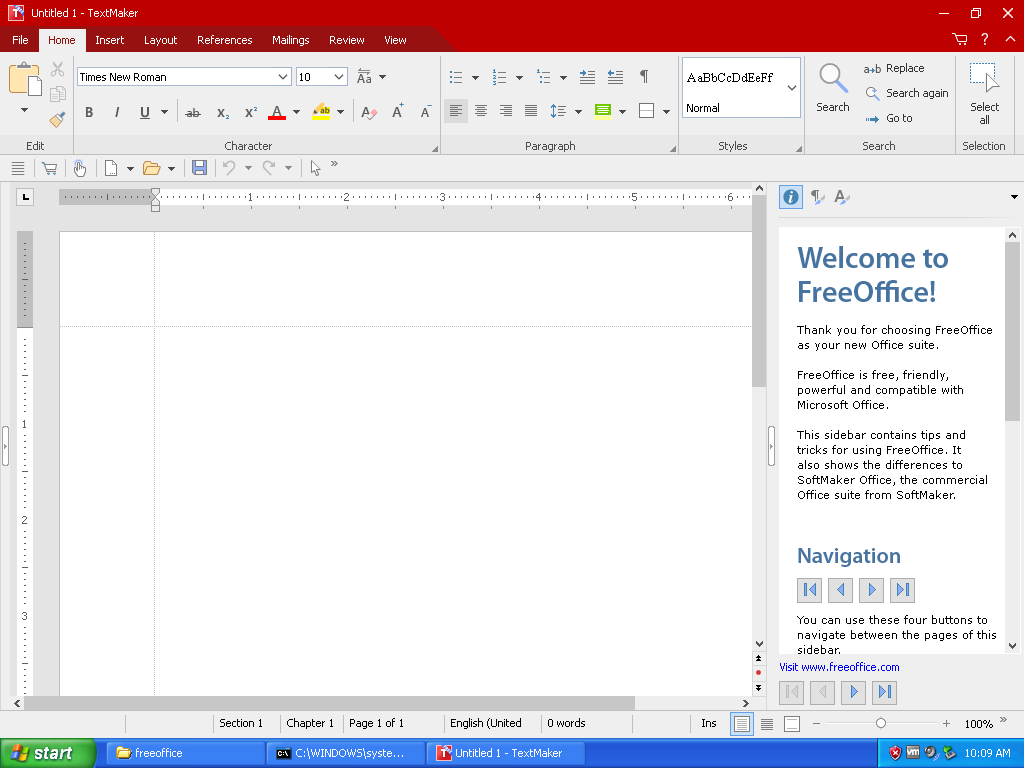 Untitled 1 - TextMaker
File Home Insert Layout References Mailings Review View
Times New Roman 10 Aa
AaBbCcDdEeFf
Normal
Search
Replace
Search again
Go to
Select
all
B I U ab X₂ X² A ab A A A
Edit Character Paragraph Styles Search Selection
L
1 1 2 3 4 5 6
1
2
3
Welcome to
FreeOffice!
Thank you for choosing FreeOffice
as your new Office suite.
FreeOffice is free, friendly,
powerful and compatible with
Microsoft Office.
This sidebar contains tips and
tricks for using FreeOffice. It
also shows the differences to
SoftMaker Office, the commercial
Office suite from SoftMaker.
Navigation
You can use these four buttons to
navigate between the pages of this
sidebar.
Visit www.freeoffice.com
Section 1 Chapter 1 Page 1 of 1 English (United 0 words Ins 100%
start freeoffice C:\WINDOWS\syste... Untitled 1 - TextMaker 10:09 AM